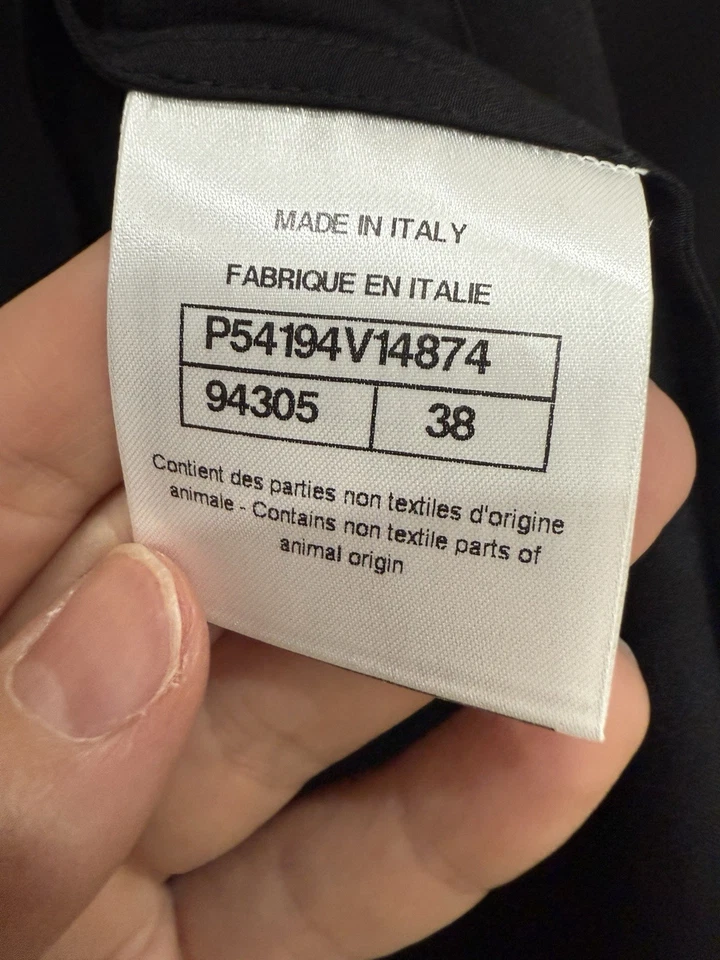 MADE IN ITALY
FABRIQUE EN ITALIE
P54194V14874
94305 38
Contient des parties non textiles d'origine
animale - Contains non textile parts of
animal origin